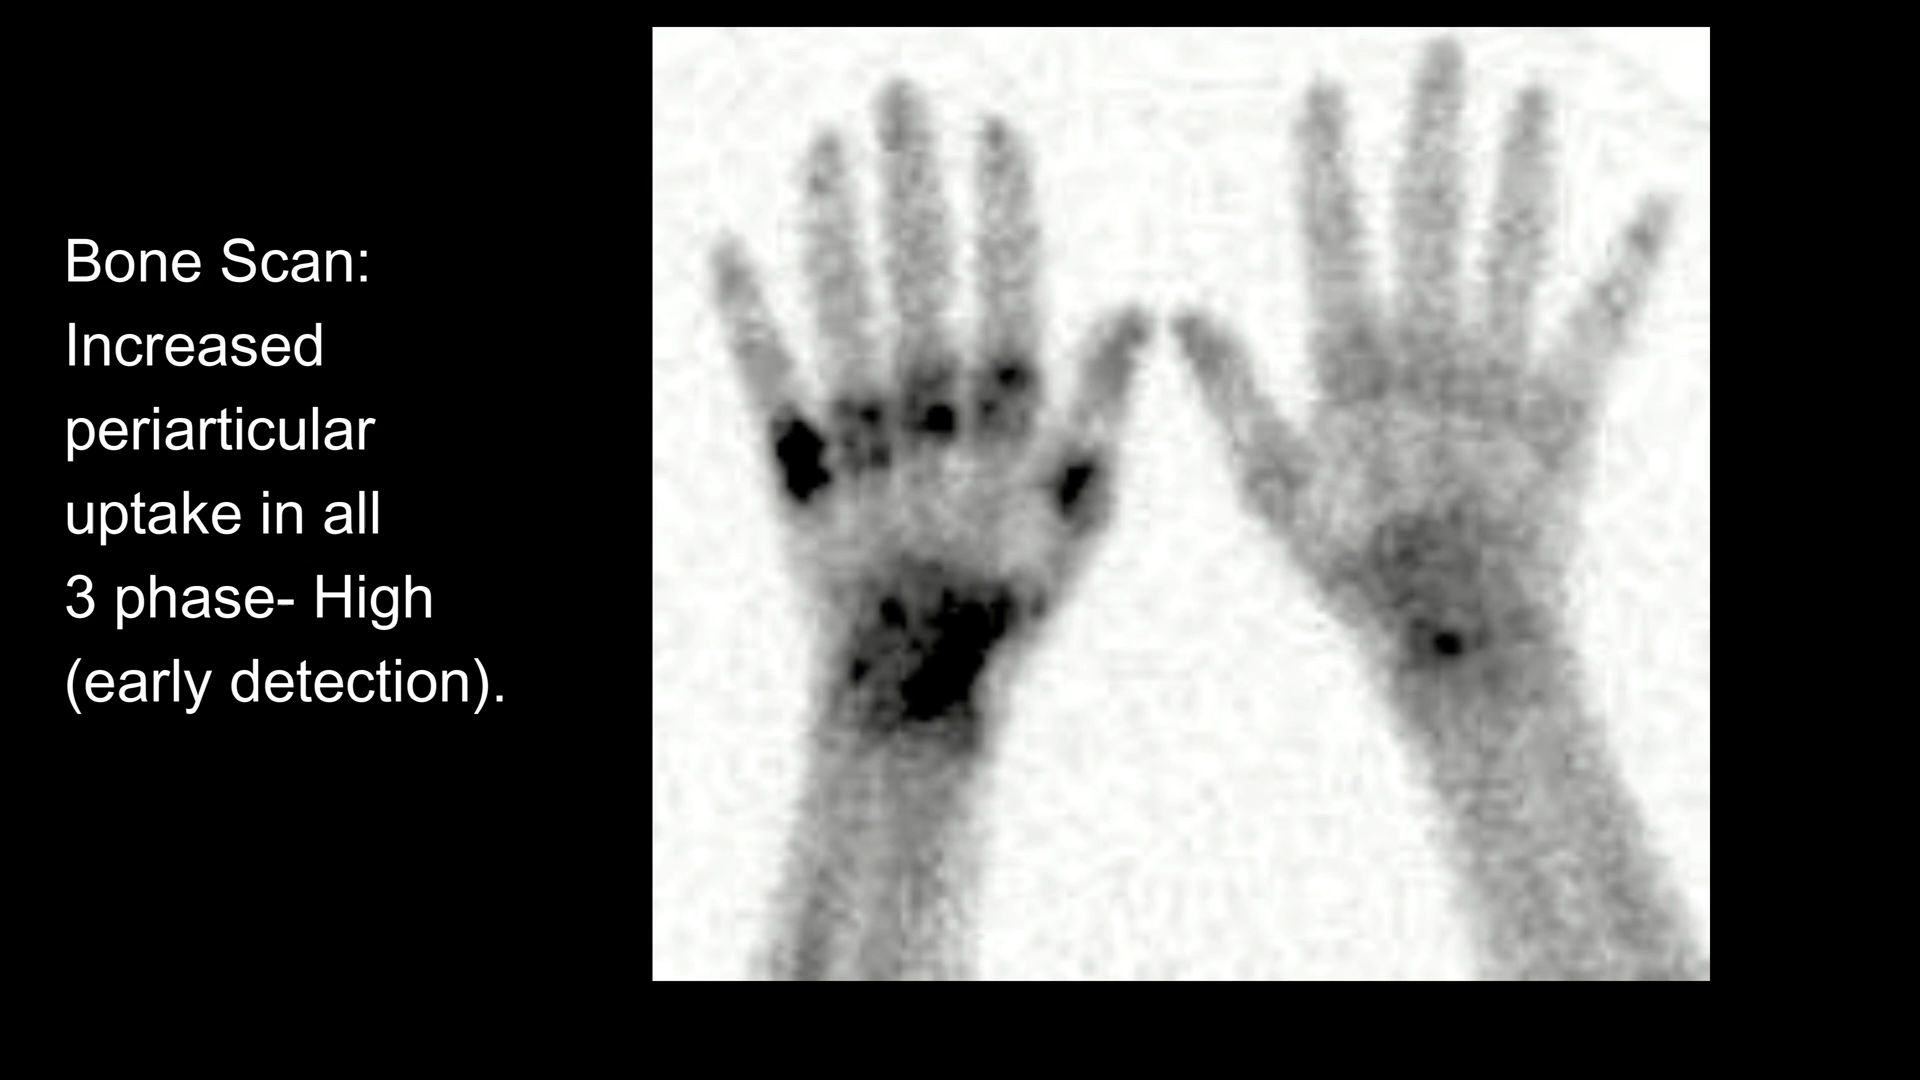 Bone Scan:
Increased
periarticular
uptake in all
3 phase- High
(early detection).